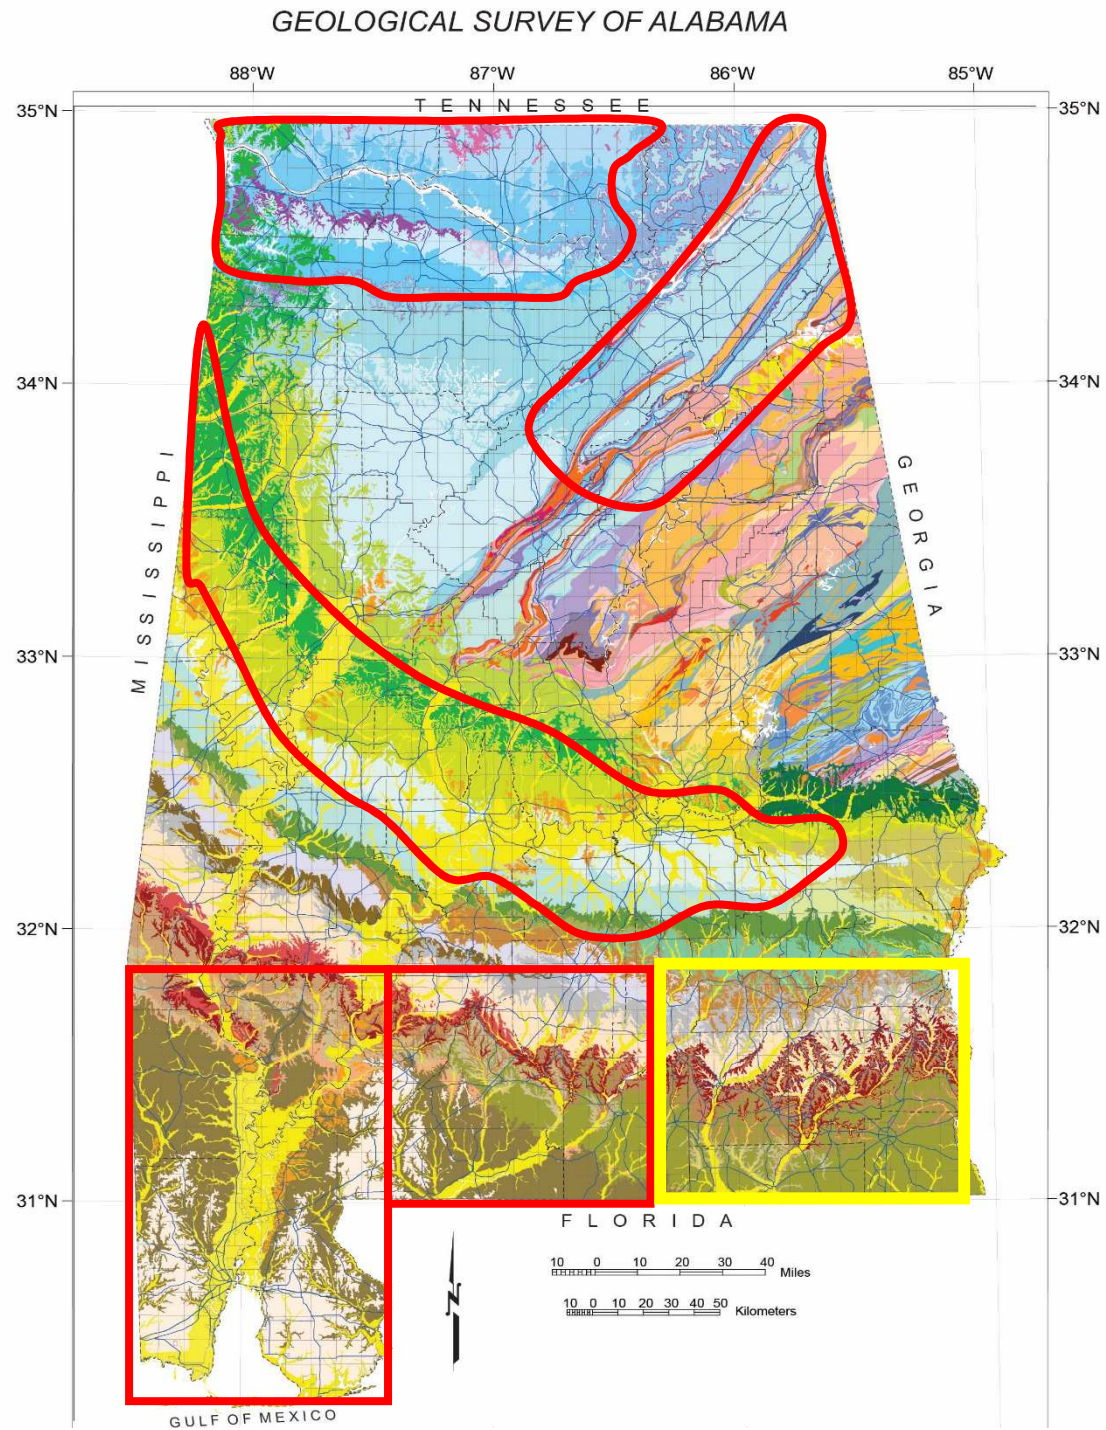 GEOLOGICAL SURVEY OF ALABAMA
88°W 87°W 86°W 85°W
35°N TENNESSEE 35°N
34°N 34°N
MISSISSIPPI
GEORGIA
33°N 33°N
32°N 32°N
31°N 31°N
FLORIDA
10 0 10 20 30 40 Miles
10 0 10 20 30 40 50 Kilometers
N
GULF OF MEXICO